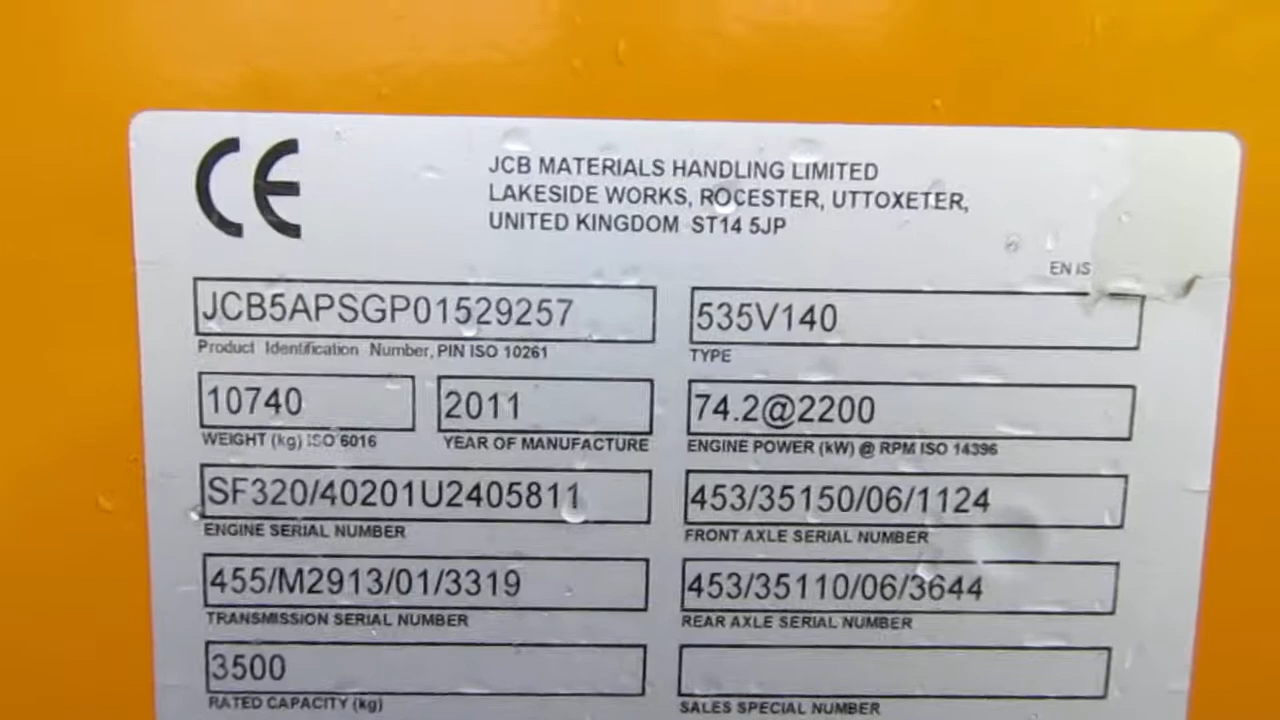 CE
JCB MATERIALS HANDLING LIMITED
LAKESIDE WORKS, ROCESTER, UTTOXETER,
UNITED KINGDOM ST14 5JP
EN IS
JCB5APSGP01529257 535V140
Product Identification Number, PIN ISO 10261 TYPE
10740 2011 74.2@2200
WEIGHT (kg) ISO 6016 YEAR OF MANUFACTURE ENGINE POWER (kW) @ RPM ISO 14396
SF320/40201U2405811 453/35150/06/1124
ENGINE SERIAL NUMBER FRONT AXLE SERIAL NUMBER
455/M2913/01/3319 453/35110/06/3644
TRANSMISSION SERIAL NUMBER REAR AXLE SERIAL NUMBER
3500
RATED CAPACITY (kg) SALES SPECIAL NUMBER